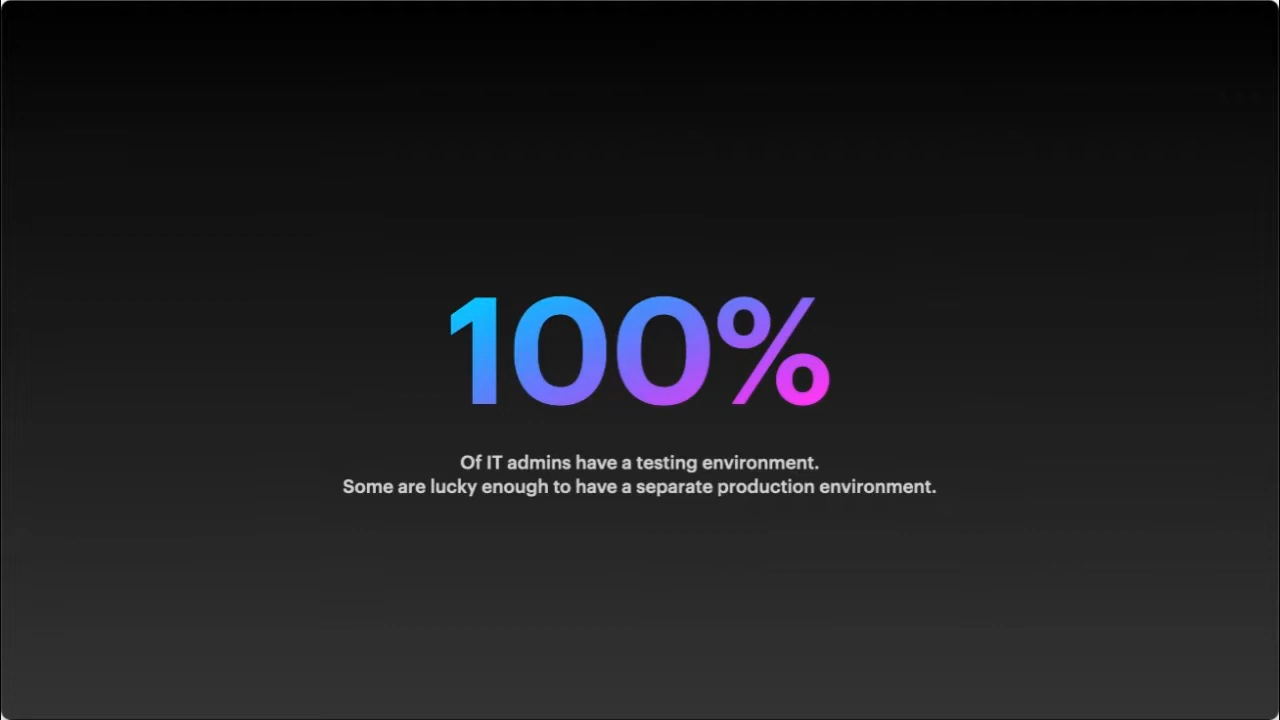 100%
Of IT admins have a testing environment.
Some are lucky enough to have a separate production environment.